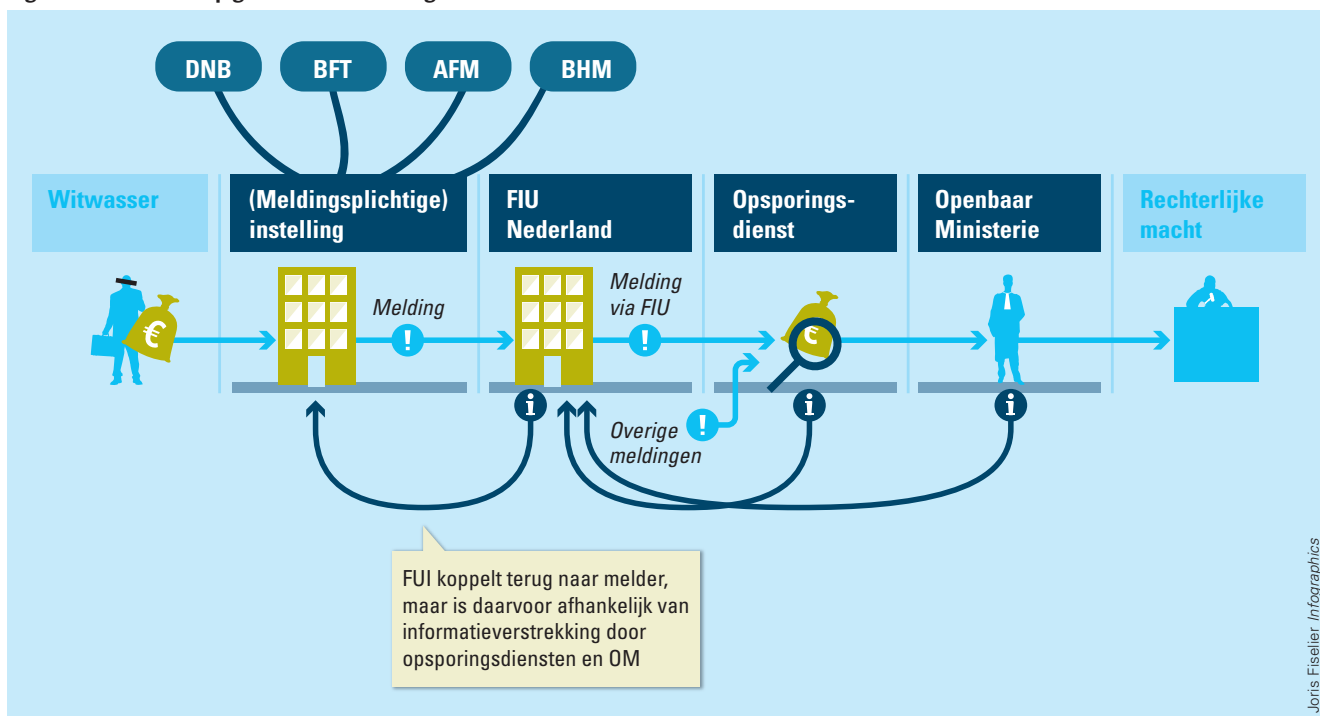 DNB
BFT
AFM
BHM
Witwasser
(Meldingsplichtige)
instelling
FIU
Nederland
Opsporings-
dienst
Openbaar
Ministerie
Rechterlijke
macht
€
Melding
!
Melding
via FIU
!
€
i
i
i
Overige
meldingen
!
FUI koppelt terug naar melder,
maar is daarvoor afhankelijk van
informatieverstrekking door
opsporingsdiensten en OM
Joris Fiselier Infographics